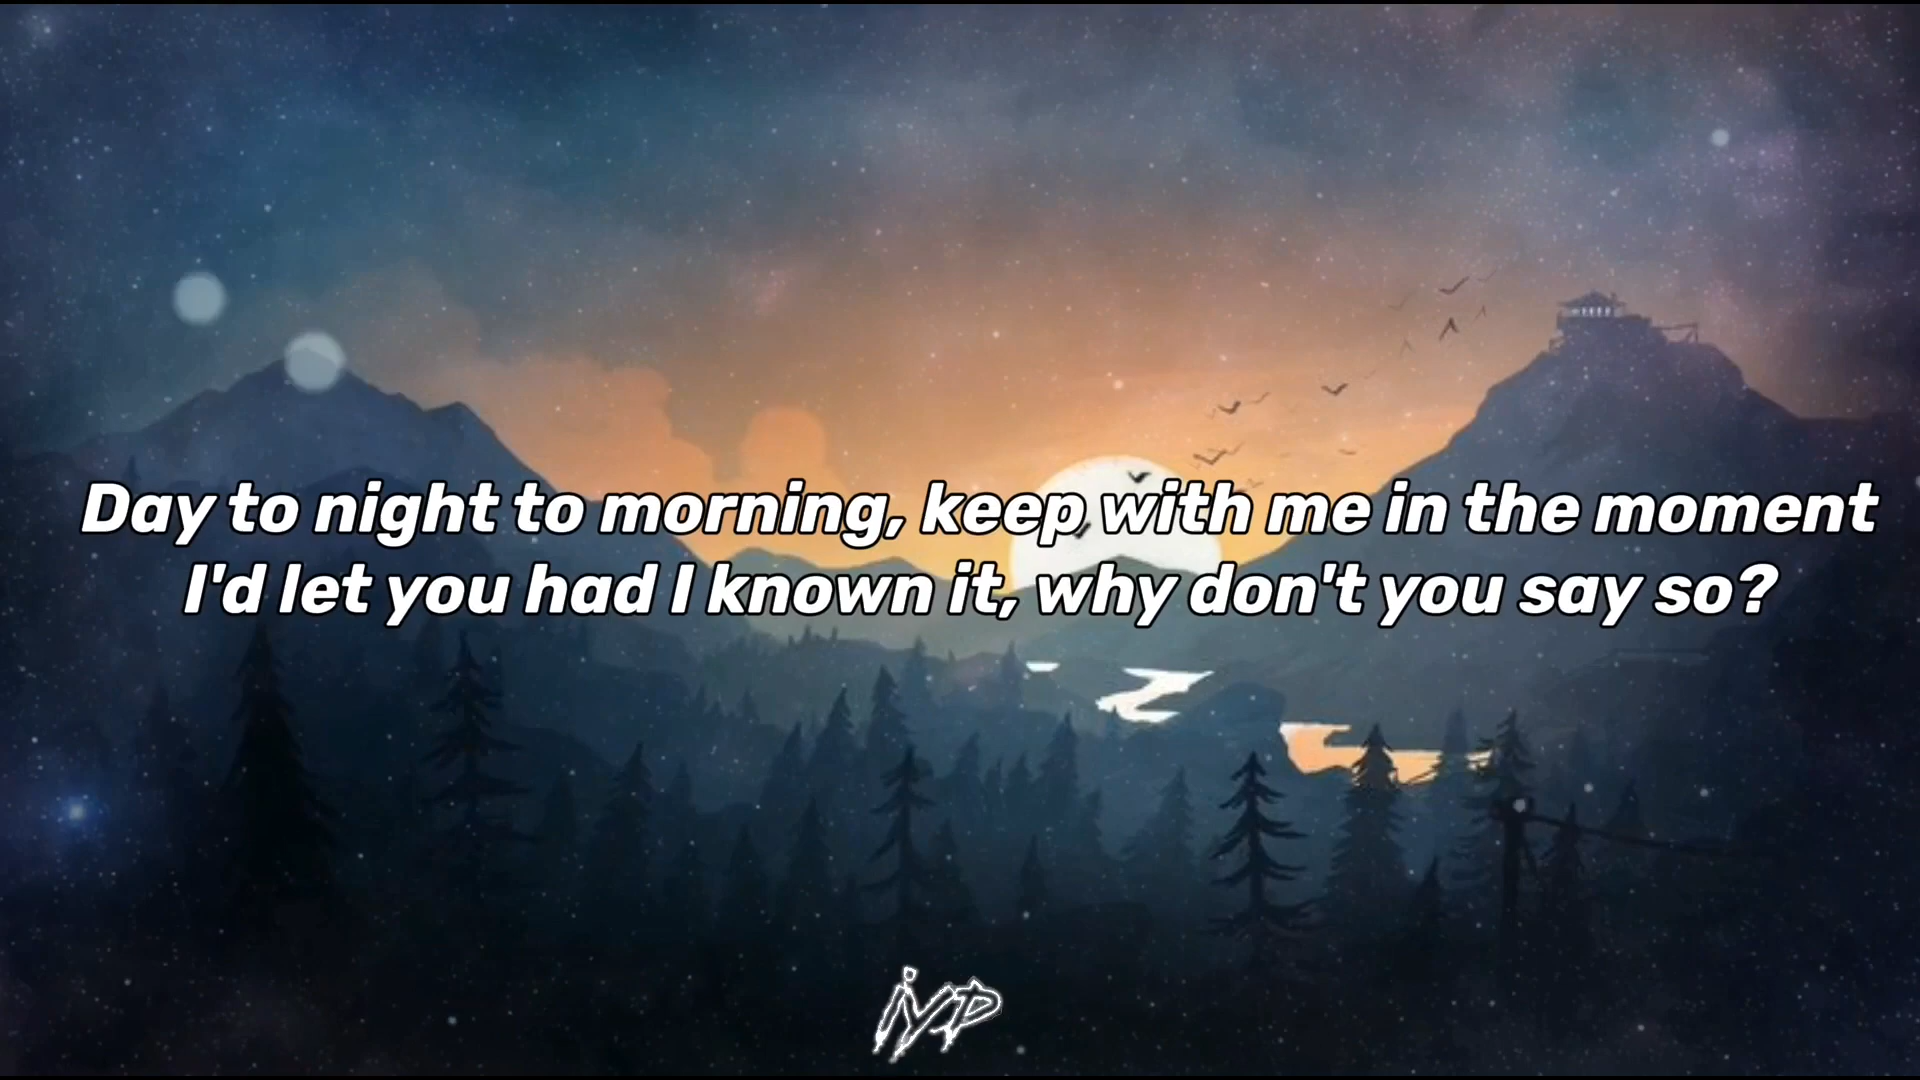 Day to night to morning, keep with me in the moment
I'd let you had I known it, why don't you say so?
iyp